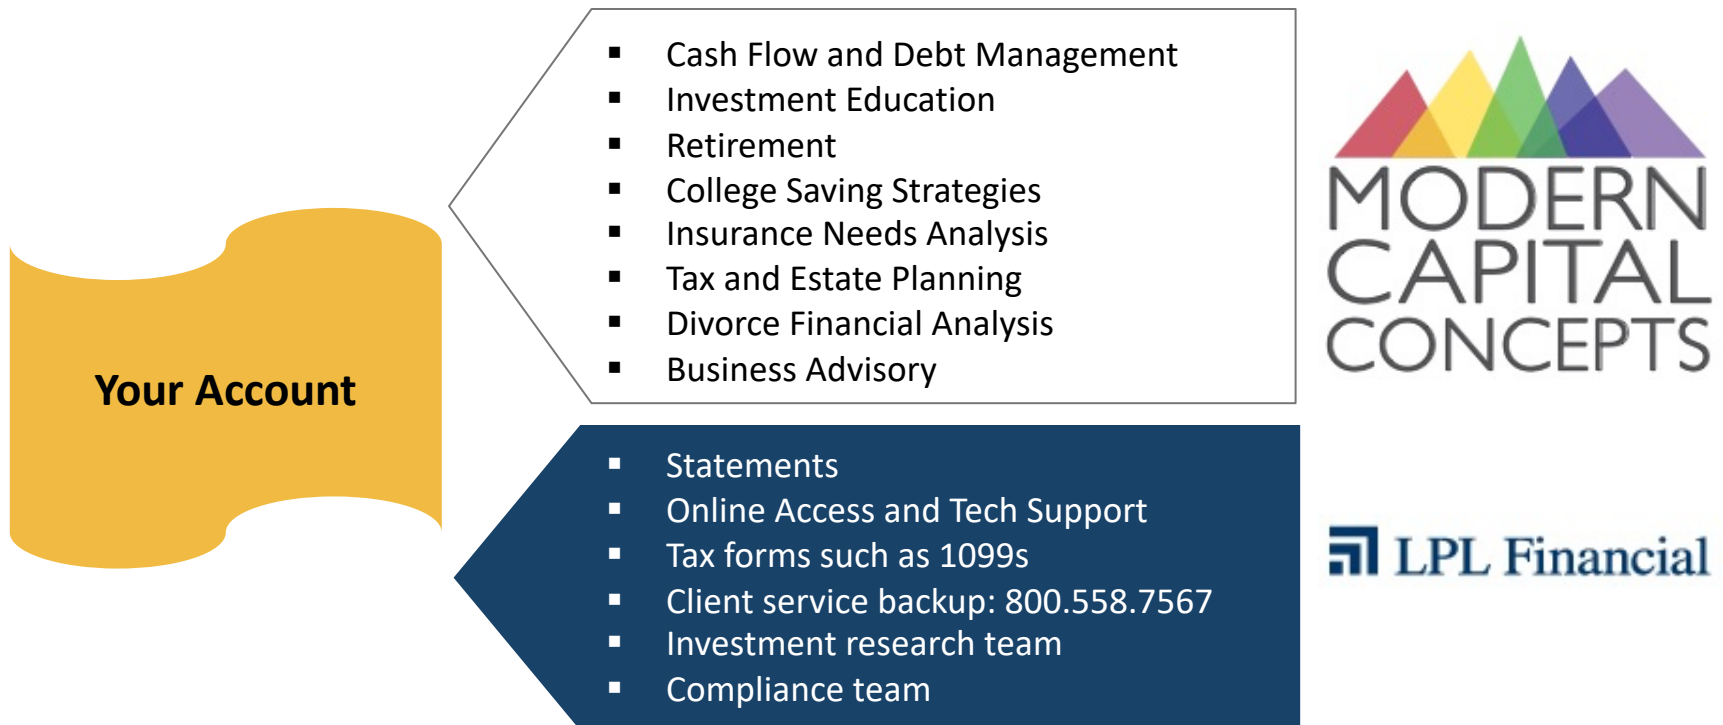 Your Account
▪ Cash Flow and Debt Management
▪ Investment Education
▪ Retirement
▪ College Saving Strategies
▪ Insurance Needs Analysis
▪ Tax and Estate Planning
▪ Divorce Financial Analysis
▪ Business Advisory
MODERN
CAPITAL
CONCEPTS
▪ Statements
▪ Online Access and Tech Support
▪ Tax forms such as 1099s
▪ Client service backup: 800.558.7567
▪ Investment research team
▪ Compliance team
LPL Financial